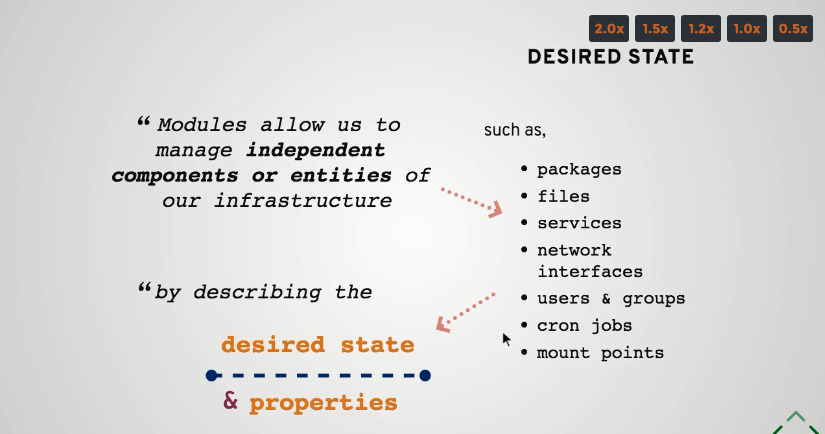 2.0x 1.5x 1.2x 1.0x 0.5x
DESIRED STATE
“ Modules allow us to
manage independent
components or entities of
our infrastructure
such as,
• packages
• files
• services
• network
interfaces
• users & groups
• cron jobs
• mount points
“ by describing the
desired state
& properties